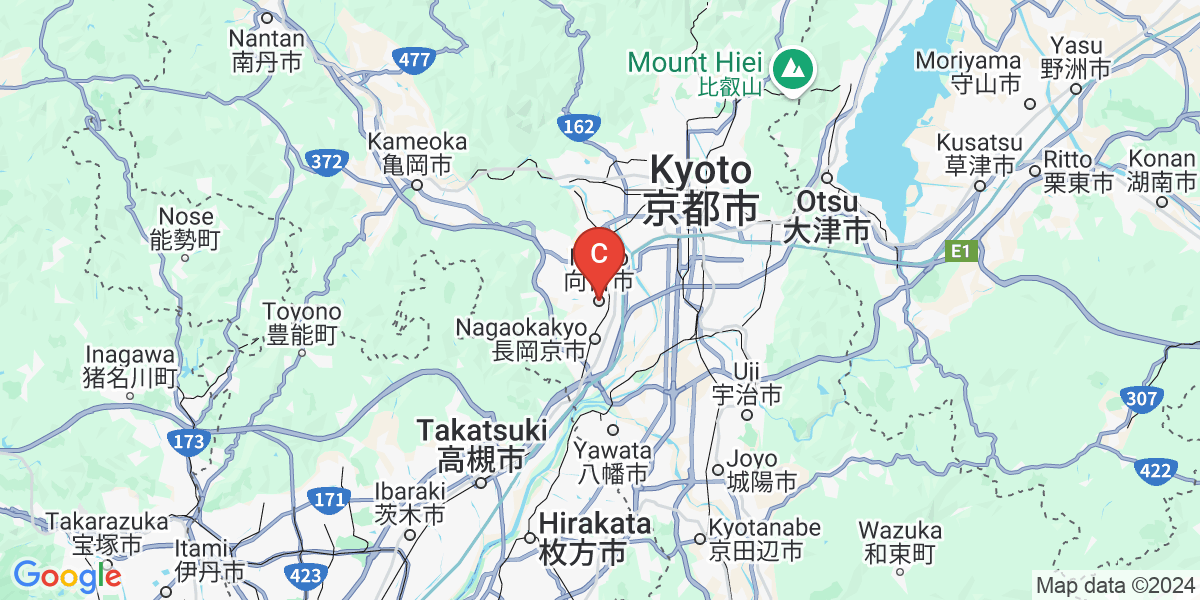 Nantan
南丹市
477
Mount Hiei
比叡山
Moriyama
守山市
Yasu
野洲市
162
Kameoka
亀岡市
372
Kyoto
京都市
Kusatsu
草津市
Ritto
栗東市
Konan
湖南市
Nose
能勢町
Otsu
大津市
E1
C
向
市
Toyono
豊能町
Nagaokakyo
長岡京市
Inagawa
猪名川町
Uji
宇治市
307
173
Takatsuki
高槻市
Yawata
八幡市
Joyo
城陽市
422
171
Ibaraki
茨木市
Takarazuka
宝塚市
Itami
伊丹市
Hirakata
枚方市
Kyotanabe
京田辺市
Wazuka
和束町
423
Google
Map data ©2024